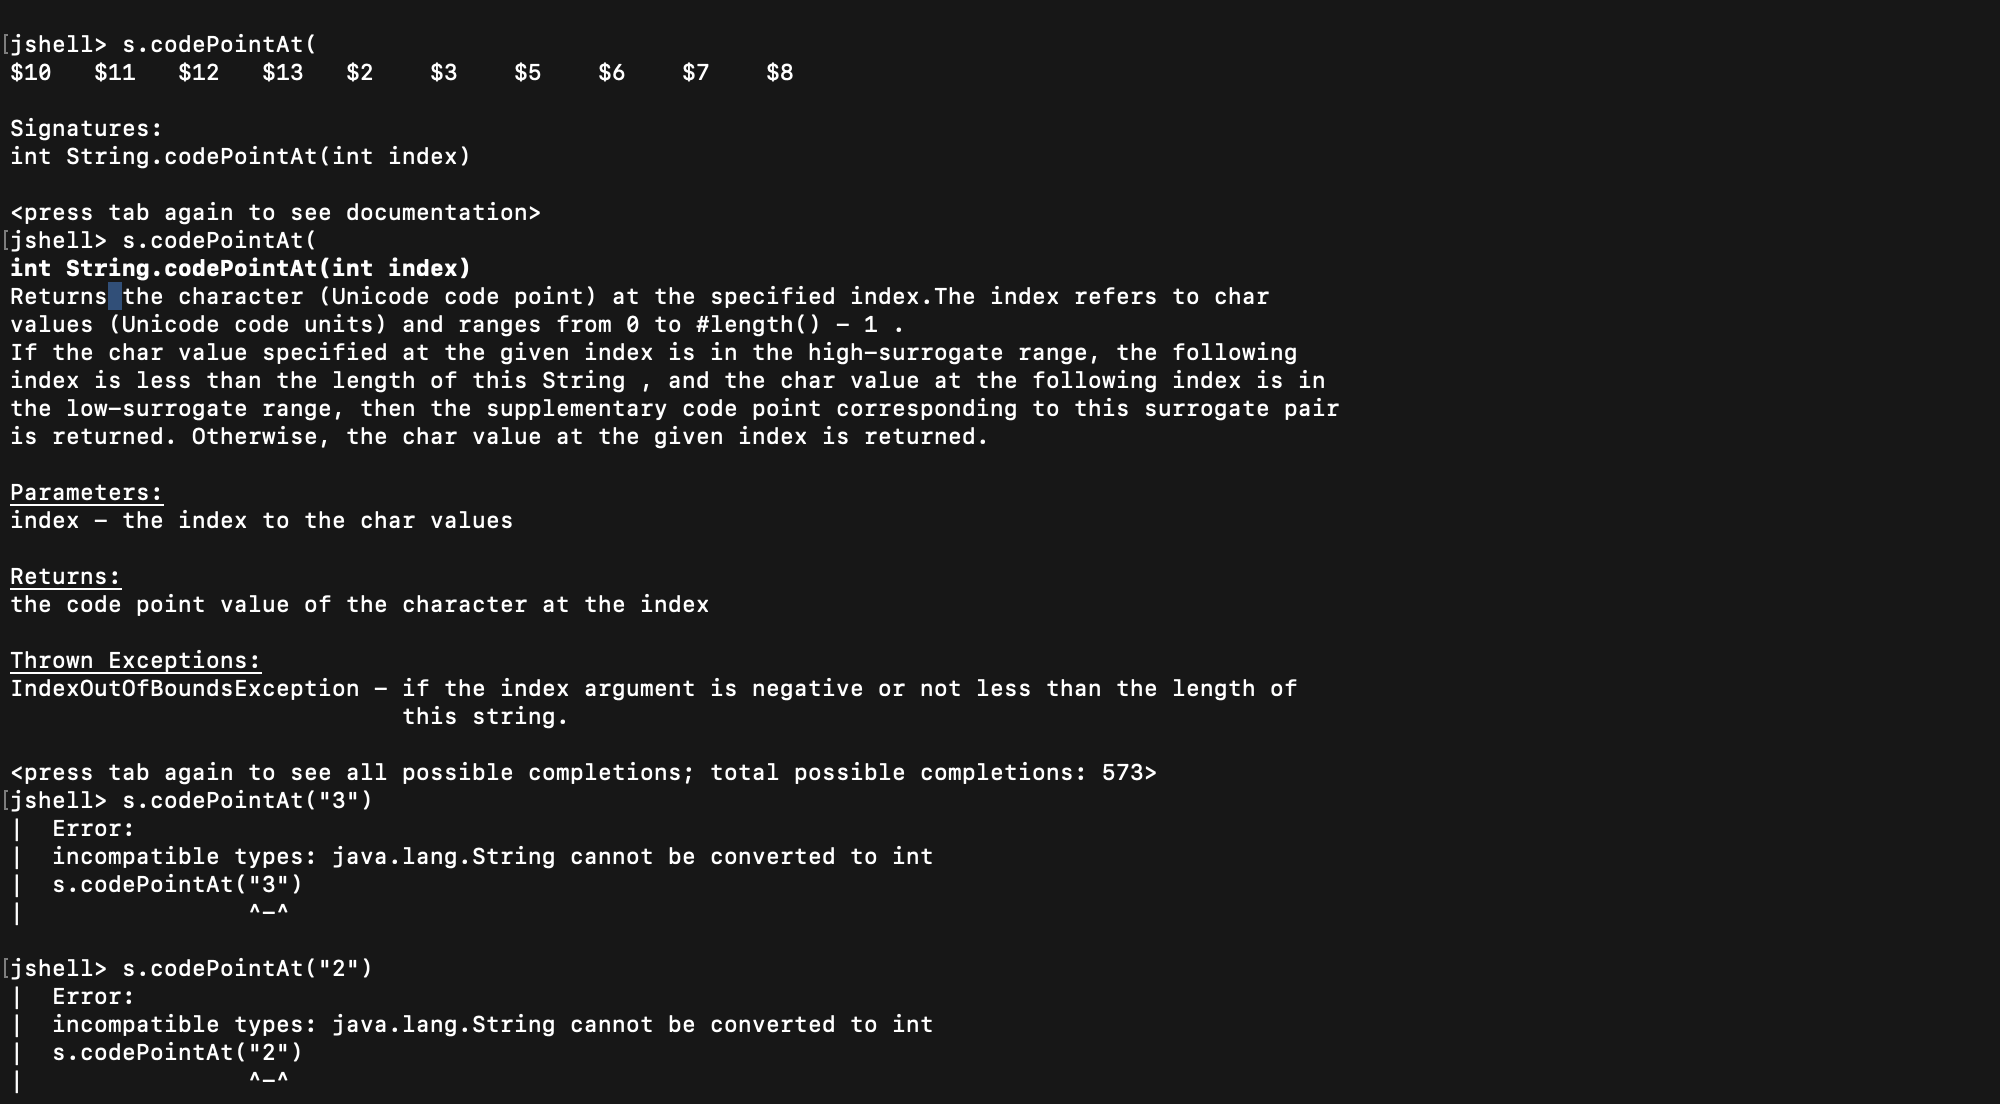 [jshell> s.codePointAt(
$10   $11   $12   $13   $2    $3    $5    $6    $7    $8

Signatures:
int String.codePointAt(int index)

<press tab again to see documentation>
[jshell> s.codePointAt(
int String.codePointAt(int index)
Returns the character (Unicode code point) at the specified index.The index refers to char
values (Unicode code units) and ranges from 0 to #length() - 1 .
If the char value specified at the given index is in the high-surrogate range, the following
index is less than the length of this String , and the char value at the following index is in
the low-surrogate range, then the supplementary code point corresponding to this surrogate pair
is returned. Otherwise, the char value at the given index is returned.

Parameters:
index - the index to the char values

Returns:
the code point value of the character at the index

Thrown Exceptions:
IndexOutOfBoundsException - if the index argument is negative or not less than the length of
                            this string.

<press tab again to see all possible completions; total possible completions: 573>
[jshell> s.codePointAt("3")
|  Error:
|  incompatible types: java.lang.String cannot be converted to int
|  s.codePointAt("3")
|                ^-^

[jshell> s.codePointAt("2")
|  Error:
|  incompatible types: java.lang.String cannot be converted to int
|  s.codePointAt("2")
|                ^-^